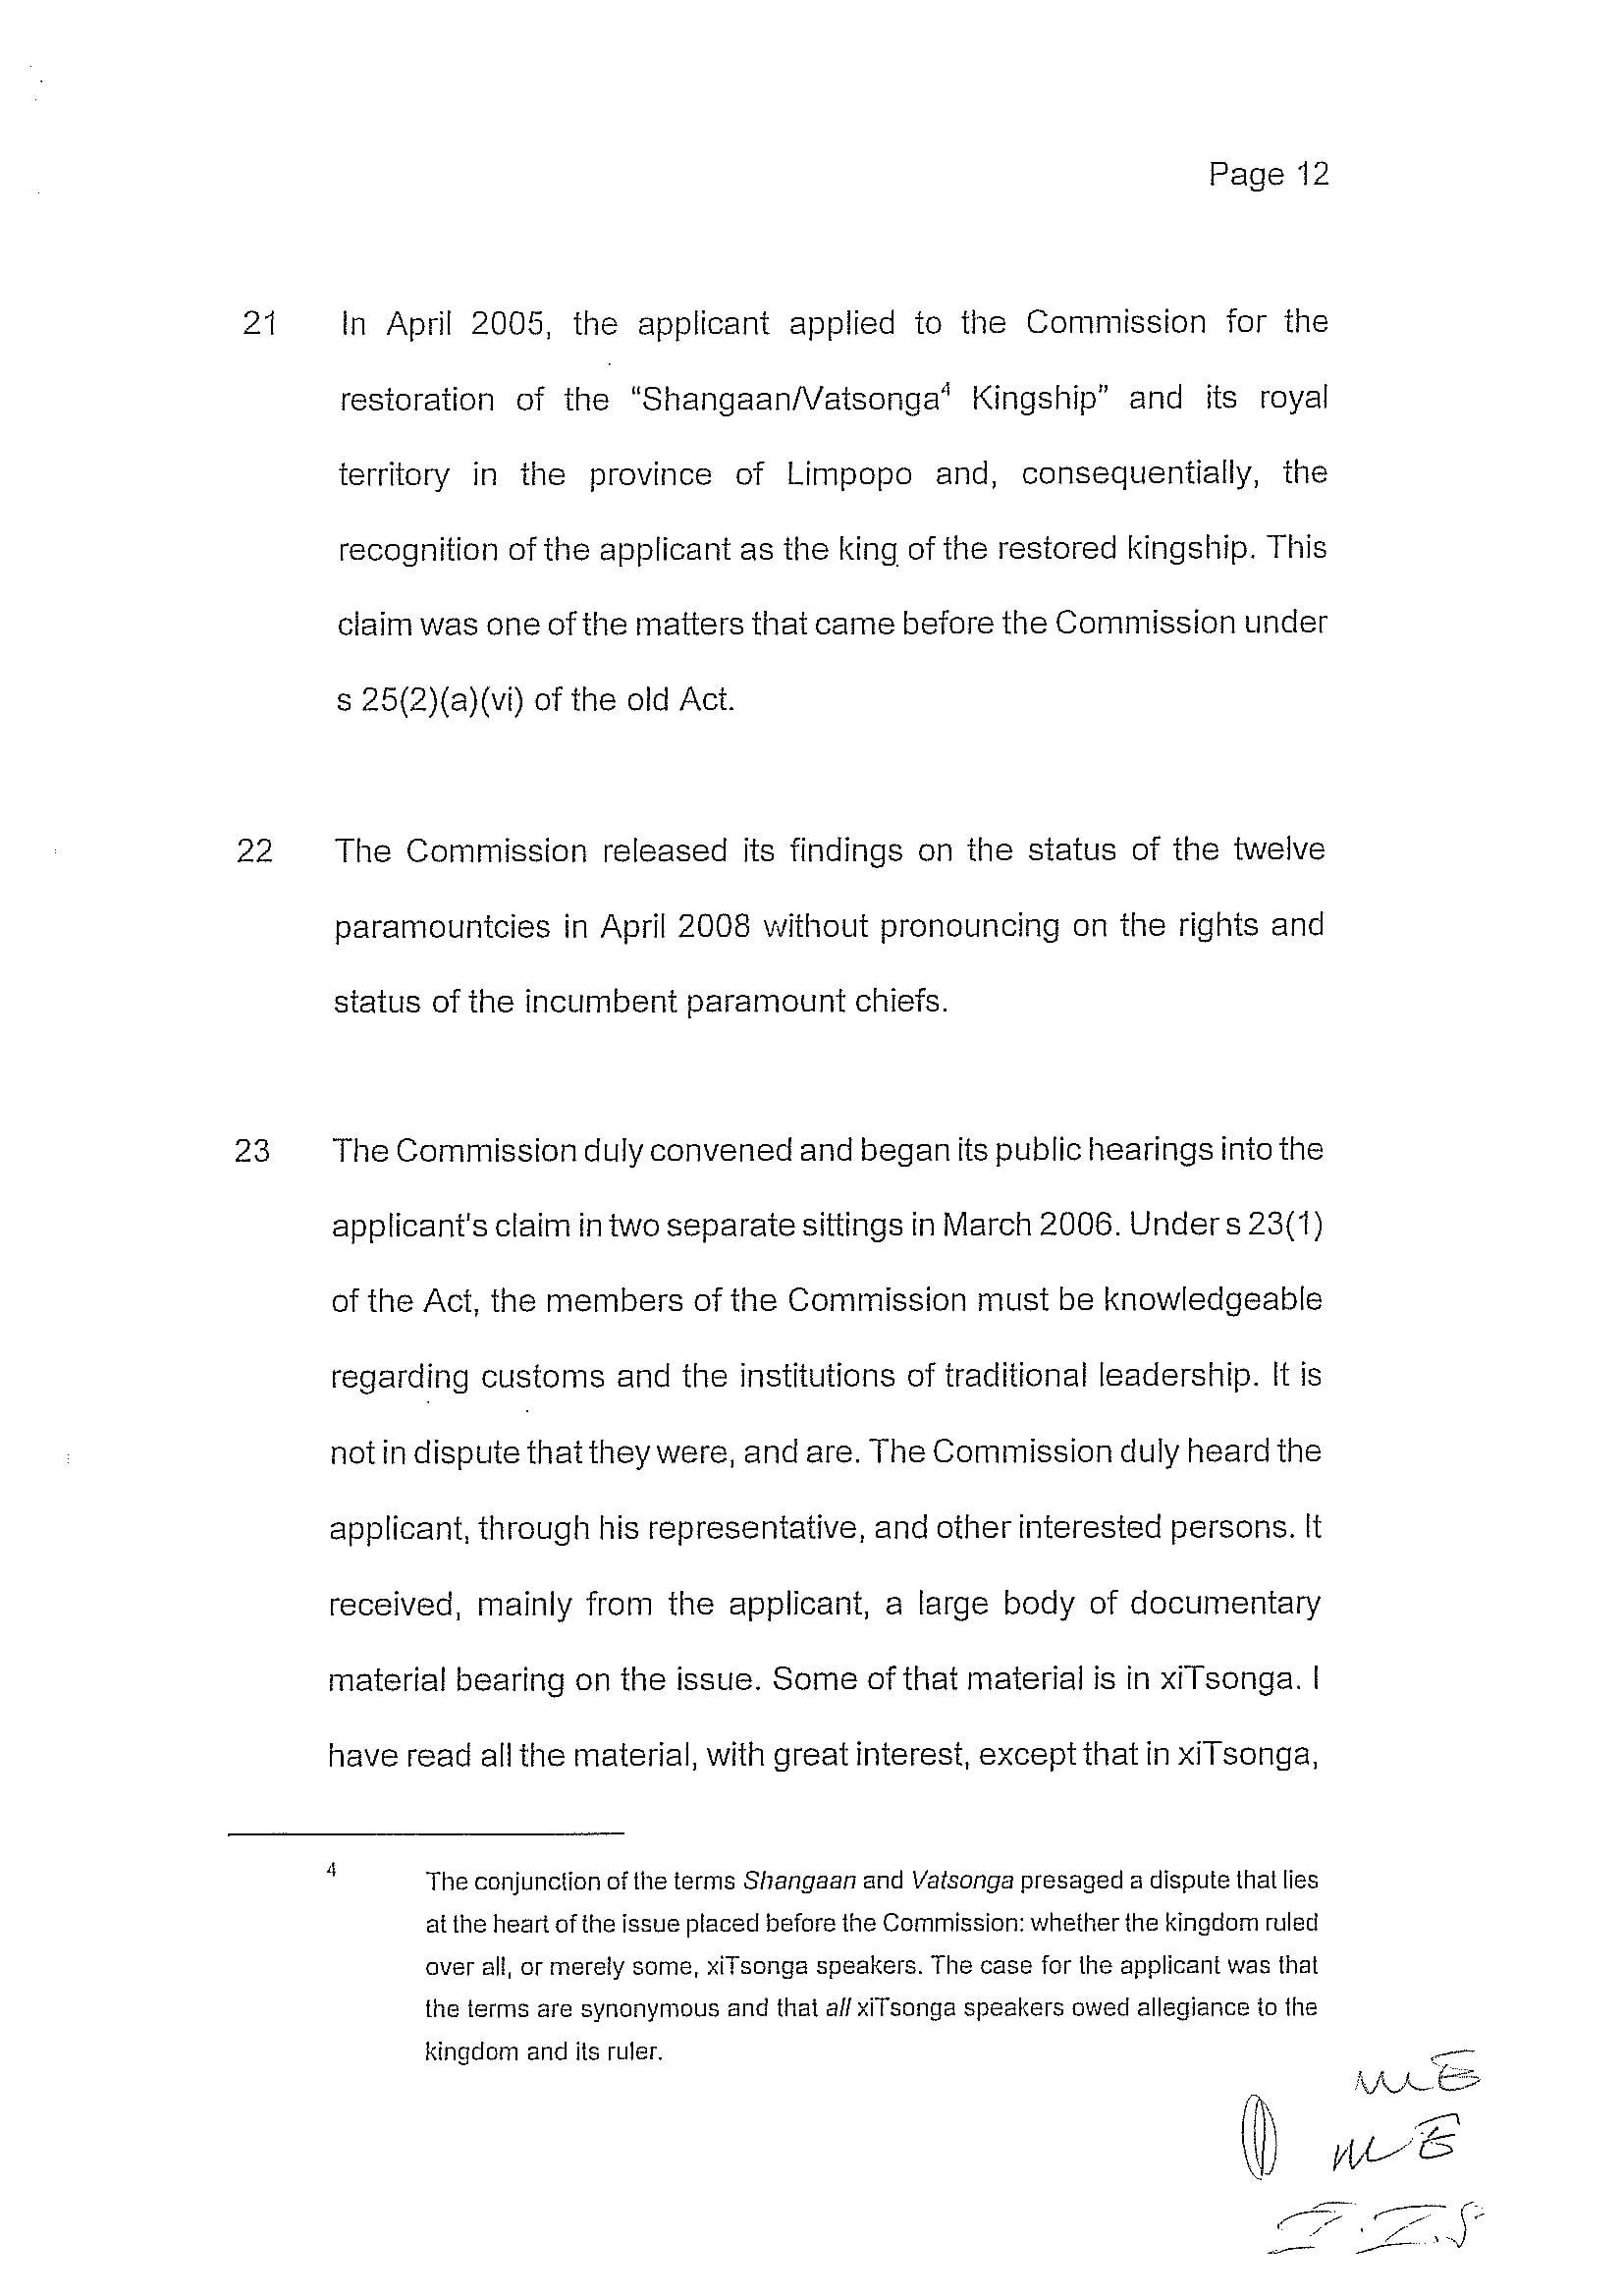 Page 12
21 In April 2005, the applicant applied to the Commission for the
restoration of the “Shangaan/Vatsonga⁴ Kingship” and its royal
territory in the province of Limpopo and, consequentially, the
recognition of the applicant as the king of the restored kingship. This
claim was one of the matters that came before the Commission under
s 25(2)(a)(vi) of the old Act.
22 The Commission released its findings on the status of the twelve
paramountcies in April 2008 without pronouncing on the rights and
status of the incumbent paramount chiefs.
23 The Commission duly convened and began its public hearings into the
applicant's claim in two separate sittings in March 2006. Under s 23(1)
of the Act, the members of the Commission must be knowledgeable
regarding customs and the institutions of traditional leadership. It is
not in dispute that they were, and are. The Commission duly heard the
applicant, through his representative, and other interested persons. It
received, mainly from the applicant, a large body of documentary
material bearing on the issue. Some of that material is in xiTsonga. I
have read all the material, with great interest, except that in xiTsonga,
4 The conjunction of the terms Shangaan and Vatsonga presaged a dispute that lies
at the heart of the issue placed before the Commission: whether the kingdom ruled
over all, or merely some, xiTsonga speakers. The case for the applicant was that
the terms are synonymous and that all xiTsonga speakers owed allegiance to the
kingdom and its ruler.
ME
ME